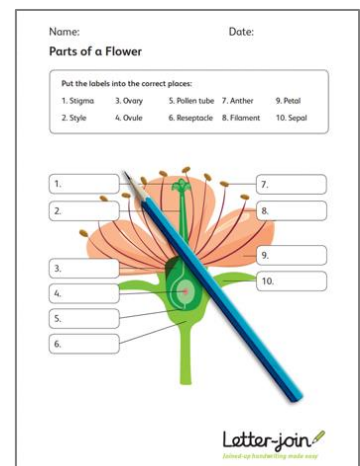 Name: Date:
Parts of a Flower
Put the labels into the correct places:
1. Stigma 3. Ovary 5. Pollen tube 7. Anther 9. Petal
2. Style 4. Ovule 6. Reseptacle 8. Filament 10. Sepal
1. 7.
2. 8.
3. 9.
4. 10.
5.
6.
Letter-join
Joined-up handwriting made easy